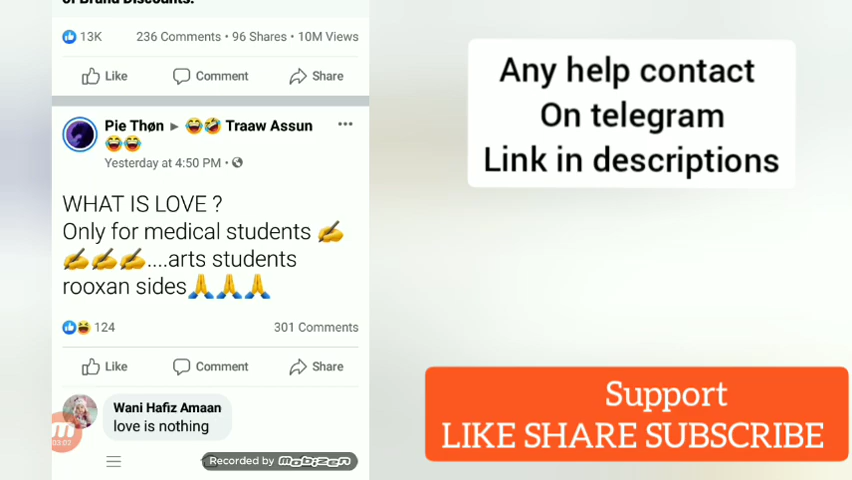 of Brand Discounts.
13K 236 Comments • 96 Shares • 10M Views
Like Comment Share
Pie Thøn ▸ 😂🤣 Traaw Assun
😂😂
Yesterday at 4:50 PM •
WHAT IS LOVE ?
Only for medical students ✍️
✍️✍️✍️....arts students
rooxan sides🙏🙏🙏
124 301 Comments
Like Comment Share
Wani Hafiz Amaan
love is nothing
03:02
Recorded by mobizen
Any help contact
On telegram
Link in descriptions
Support
LIKE SHARE SUBSCRIBE